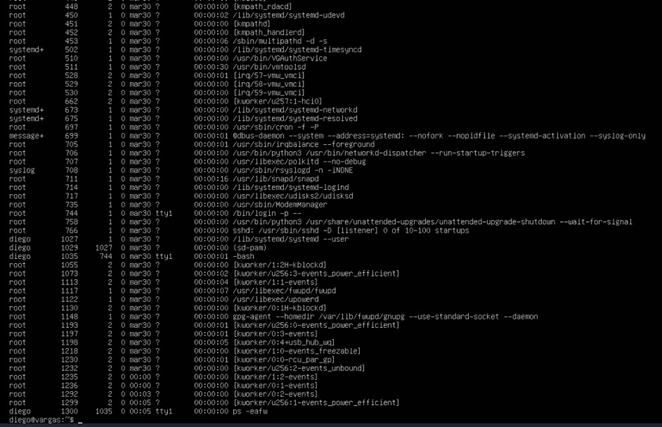 root 448 2 0 mar30 ? 00:00:00 [kmpath_rdacd]
root 450 1 0 mar30 ? 00:00:02 /lib/systemd/systemd-udevd
root 451 2 0 mar30 ? 00:00:00 [kmpathd]
root 452 2 0 mar30 ? 00:00:00 [kmpath_handlerd]
root 453 1 0 mar30 ? 00:00:06 /sbin/multipathd -d -s
systemd+ 502 1 0 mar30 ? 00:00:00 /lib/systemd/systemd-timesyncd
root 510 1 0 mar30 ? 00:00:00 /usr/bin/VGAuthService
root 511 1 0 mar30 ? 00:00:30 /usr/bin/vmtoolsd
root 528 2 0 mar30 ? 00:00:01 [irq/57-vmw_vmci]
root 529 2 0 mar30 ? 00:00:00 [irq/58-vmw_vmci]
root 530 2 0 mar30 ? 00:00:00 [irq/59-vmw_vmci]
root 662 2 0 mar30 ? 00:00:00 [kworker/u257:1-hci0]
systemd+ 673 1 0 mar30 ? 00:00:00 /lib/systemd/systemd-networkd
systemd+ 675 1 0 mar30 ? 00:00:00 /lib/systemd/systemd-resolved
root 697 1 0 mar30 ? 00:00:00 /usr/sbin/cron -f -P
message+ 699 1 0 mar30 ? 00:00:01 @dbus-daemon --system --address=systemd: --nofork --nopidfile --systemd-activation --syslog-only
root 705 1 0 mar30 ? 00:00:01 /usr/sbin/irqbalance --foreground
root 706 1 0 mar30 ? 00:00:00 /usr/bin/python3 /usr/bin/networkd-dispatcher --run-startup-triggers
root 707 1 0 mar30 ? 00:00:00 /usr/libexec/polkitd --no-debug
syslog 708 1 0 mar30 ? 00:00:00 /usr/sbin/rsyslogd -n -iNONE
root 711 1 0 mar30 ? 00:00:16 /usr/lib/snapd/snapd
root 714 1 0 mar30 ? 00:00:00 /lib/systemd/systemd-logind
root 717 1 0 mar30 ? 00:00:00 /usr/libexec/udisks2/udisksd
root 735 1 0 mar30 ? 00:00:00 /usr/sbin/ModemManager
root 744 1 0 mar30 tty1 00:00:00 /bin/login -p --
root 758 1 0 mar30 ? 00:00:00 /usr/bin/python3 /usr/share/unattended-upgrades/unattended-upgrade-shutdown --wait-for-signal
root 766 1 0 mar30 ? 00:00:00 sshd: /usr/sbin/sshd -D [listener] 0 of 10-100 startups
diego 1027 1 0 mar30 ? 00:00:00 /lib/systemd/systemd --user
diego 1029 1027 0 mar30 ? 00:00:00 (sd-pam)
diego 1035 744 0 mar30 tty1 00:00:01 -bash
root 1055 2 0 mar30 ? 00:00:00 [kworker/1:2H-kblockd]
root 1073 2 0 mar30 ? 00:00:02 [kworker/u256:3-events_power_efficient]
root 1113 2 0 mar30 ? 00:00:04 [kworker/1:1-events]
root 1117 1 0 mar30 ? 00:00:07 /usr/libexec/fwupd/fwupd
root 1122 1 0 mar30 ? 00:00:00 /usr/libexec/upowerd
root 1130 2 0 mar30 ? 00:00:00 [kworker/0:1H-kblockd]
root 1148 1 0 mar30 ? 00:00:00 gpg-agent --homedir /var/lib/fwupd/gnupg --use-standard-socket --daemon
root 1193 2 0 mar30 ? 00:00:01 [kworker/u256:0-events_power_efficient]
root 1197 2 0 mar30 ? 00:00:01 [kworker/0:3-events]
root 1198 2 0 mar30 ? 00:00:05 [kworker/0:4+usb_hub_wq]
root 1218 2 0 mar30 ? 00:00:00 [kworker/1:0-events_freezable]
root 1230 2 0 mar30 ? 00:00:01 [kworker/0:0-rcu_par_gp]
root 1232 2 0 mar30 ? 00:00:00 [kworker/u256:2-events_unbound]
root 1235 2 0 00:00 ? 00:00:00 [kworker/1:2-events]
root 1236 2 0 00:00 ? 00:00:00 [kworker/0:1-events]
root 1292 2 0 00:03 ? 00:00:00 [kworker/0:2-events]
root 1299 2 0 00:05 ? 00:00:00 [kworker/u256:1-events_power_efficient]
diego 1300 1035 0 00:05 tty1 00:00:00 ps -eafw
diego@vargas:~$ _